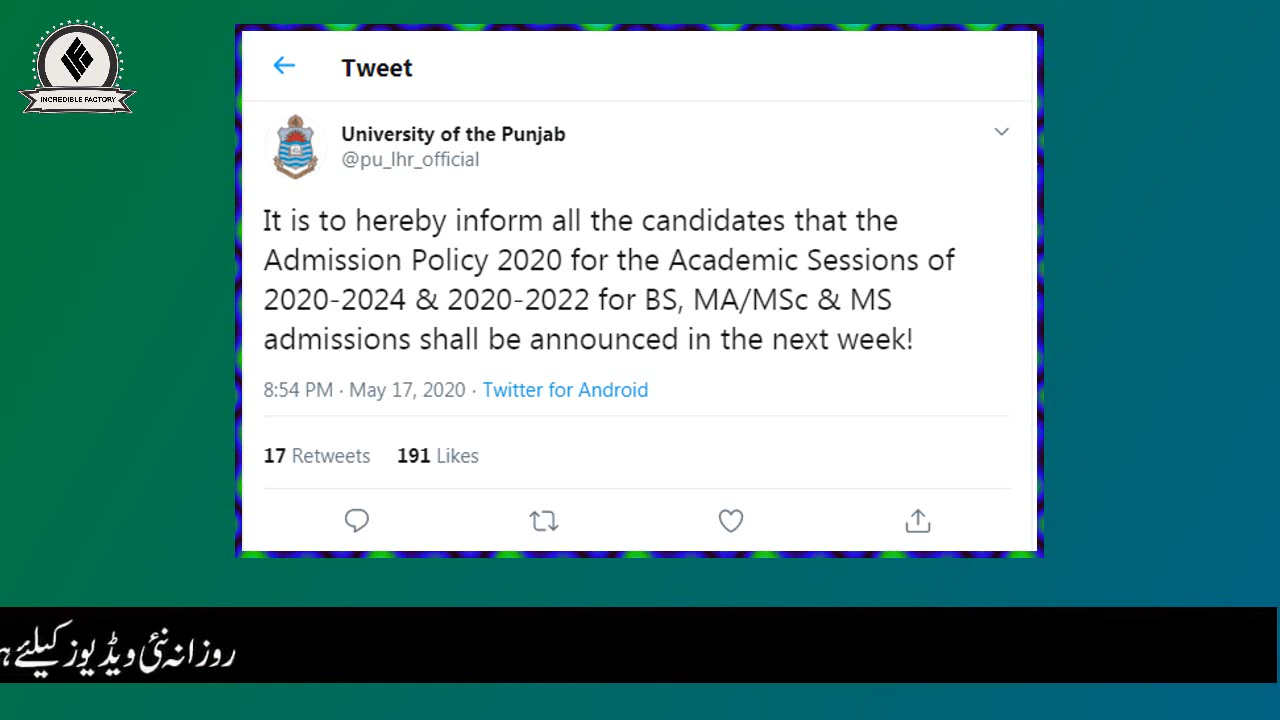 INCREDIBLE FACTORY
Tweet
University of the Punjab
@pu_lhr_official
It is to hereby inform all the candidates that the
Admission Policy 2020 for the Academic Sessions of
2020-2024 & 2020-2022 for BS, MA/MSc & MS
admissions shall be announced in the next week!
8:54 PM · May 17, 2020 · Twitter for Android
17 Retweets 191 Likes
روزانہ نئی ویڈیوز کیلئے